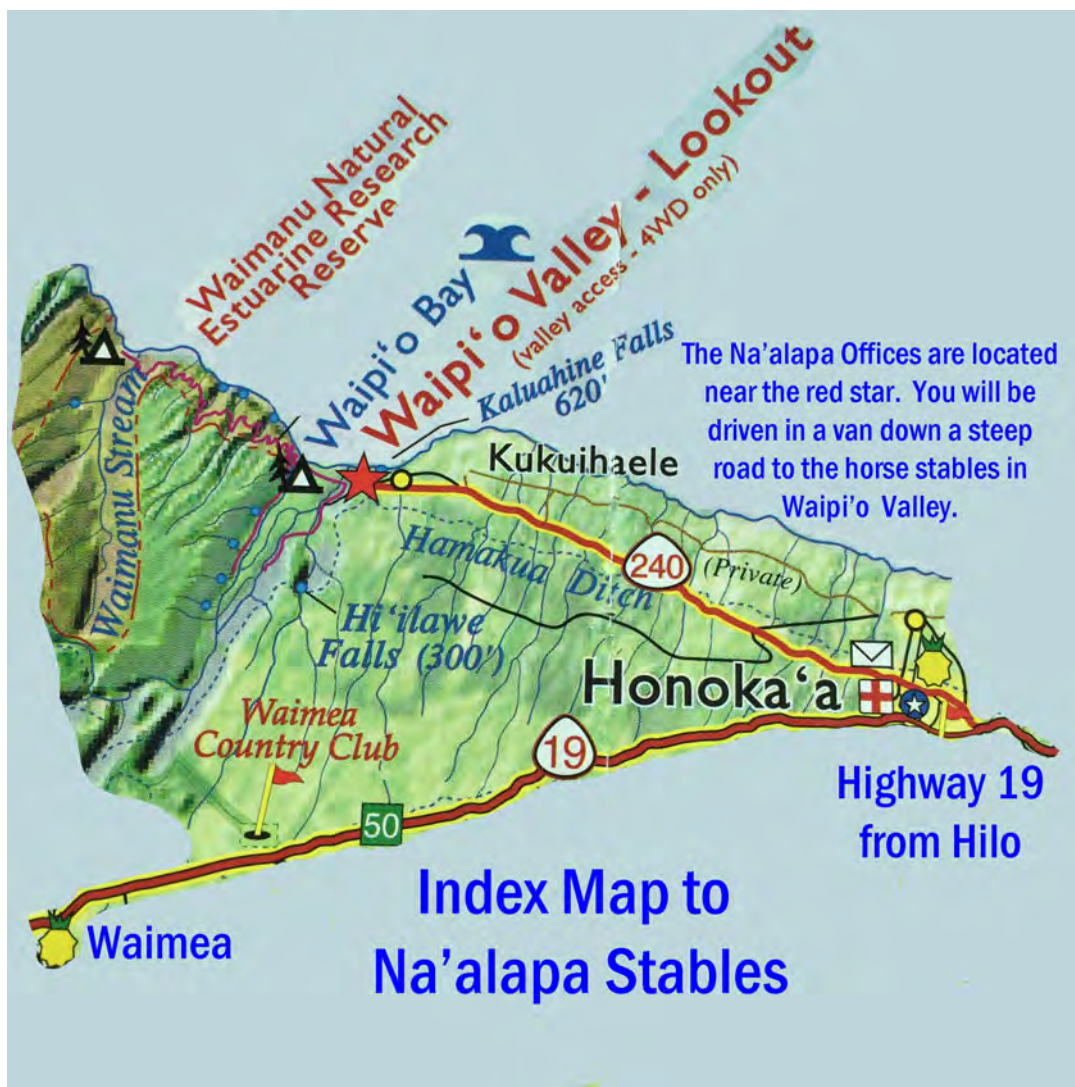 Waimanu Natural
Estuarine Research
Reserve
Waipi‘o Bay
Waipi‘o Valley - Lookout
(valley access - 4WD only)
Kaluahine Falls
620'
The Na’alapa Offices are located
near the red star. You will be
driven in a van down a steep
road to the horse stables in
Waipi’o Valley.
Kukuihaele
Waimanu Stream
Hamakua Ditch
240
(Private)
Hi‘ilawe
Falls (300')
Honoka‘a
Waimea
Country Club
19
50
Highway 19
from Hilo
Index Map to
Na’alapa Stables
Waimea